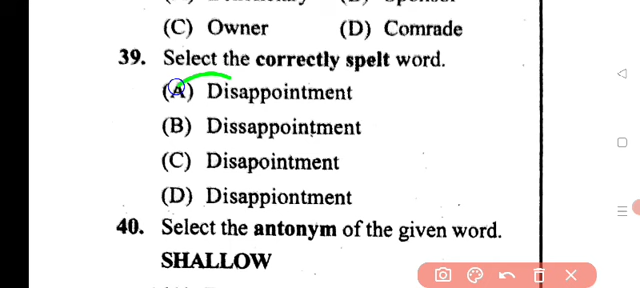 (C) Owner (D) Comrade
39. Select the correctly spelt word.
(A) Disappointment
(B) Dissappointment
(C) Disapointment
(D) Disappiontment
40. Select the antonym of the given word.
SHALLOW